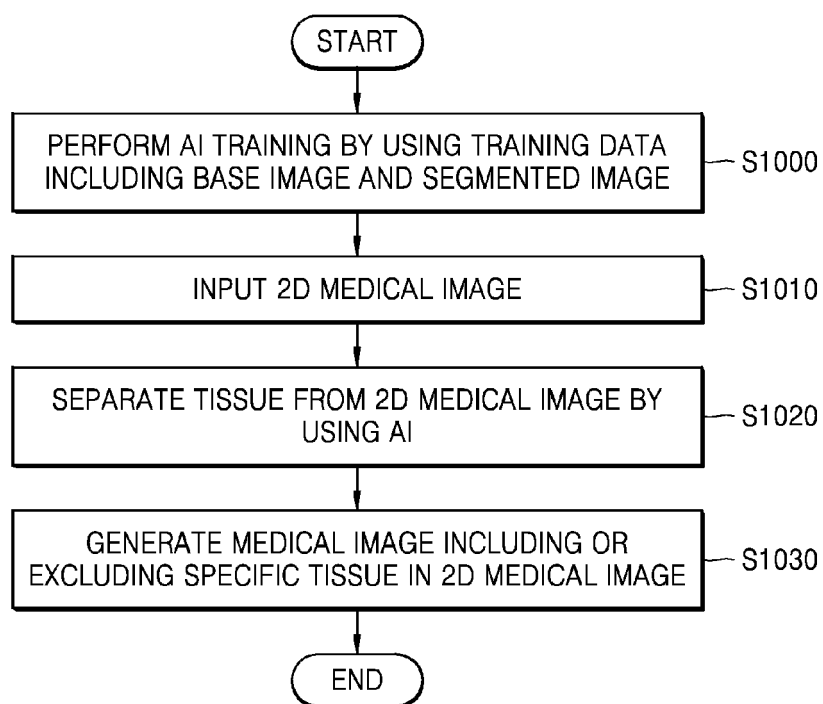 START
PERFORM AI TRAINING BY USING TRAINING DATA
INCLUDING BASE IMAGE AND SEGMENTED IMAGE
S1000
INPUT 2D MEDICAL IMAGE
S1010
SEPARATE TISSUE FROM 2D MEDICAL IMAGE BY
USING AI
S1020
GENERATE MEDICAL IMAGE INCLUDING OR
EXCLUDING SPECIFIC TISSUE IN 2D MEDICAL IMAGE
S1030
END